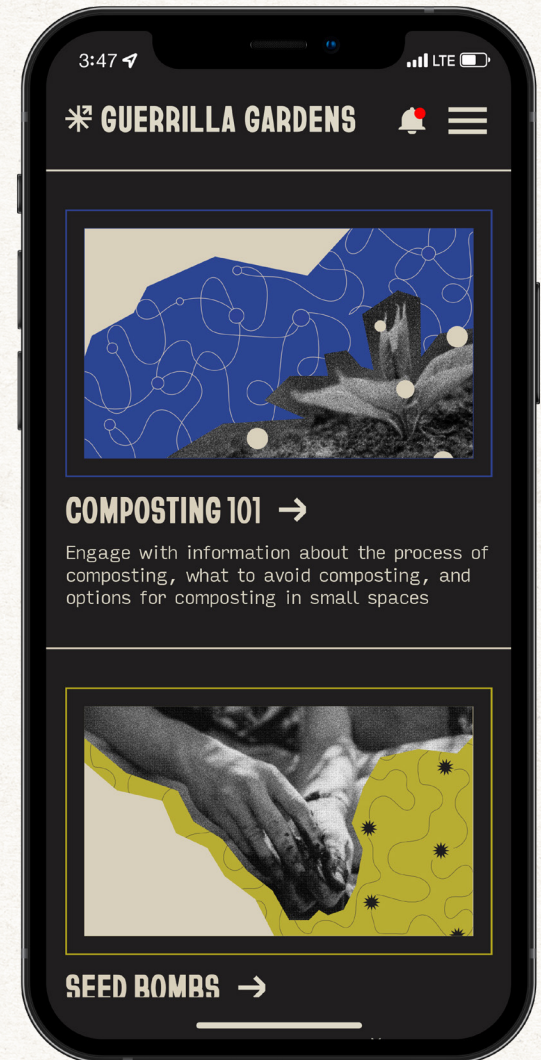 3:47
LTE
GUERRILLA GARDENS
COMPOSTING 101 →
Engage with information about the process of
composting, what to avoid composting, and
options for composting in small spaces
SEED BOMBS →